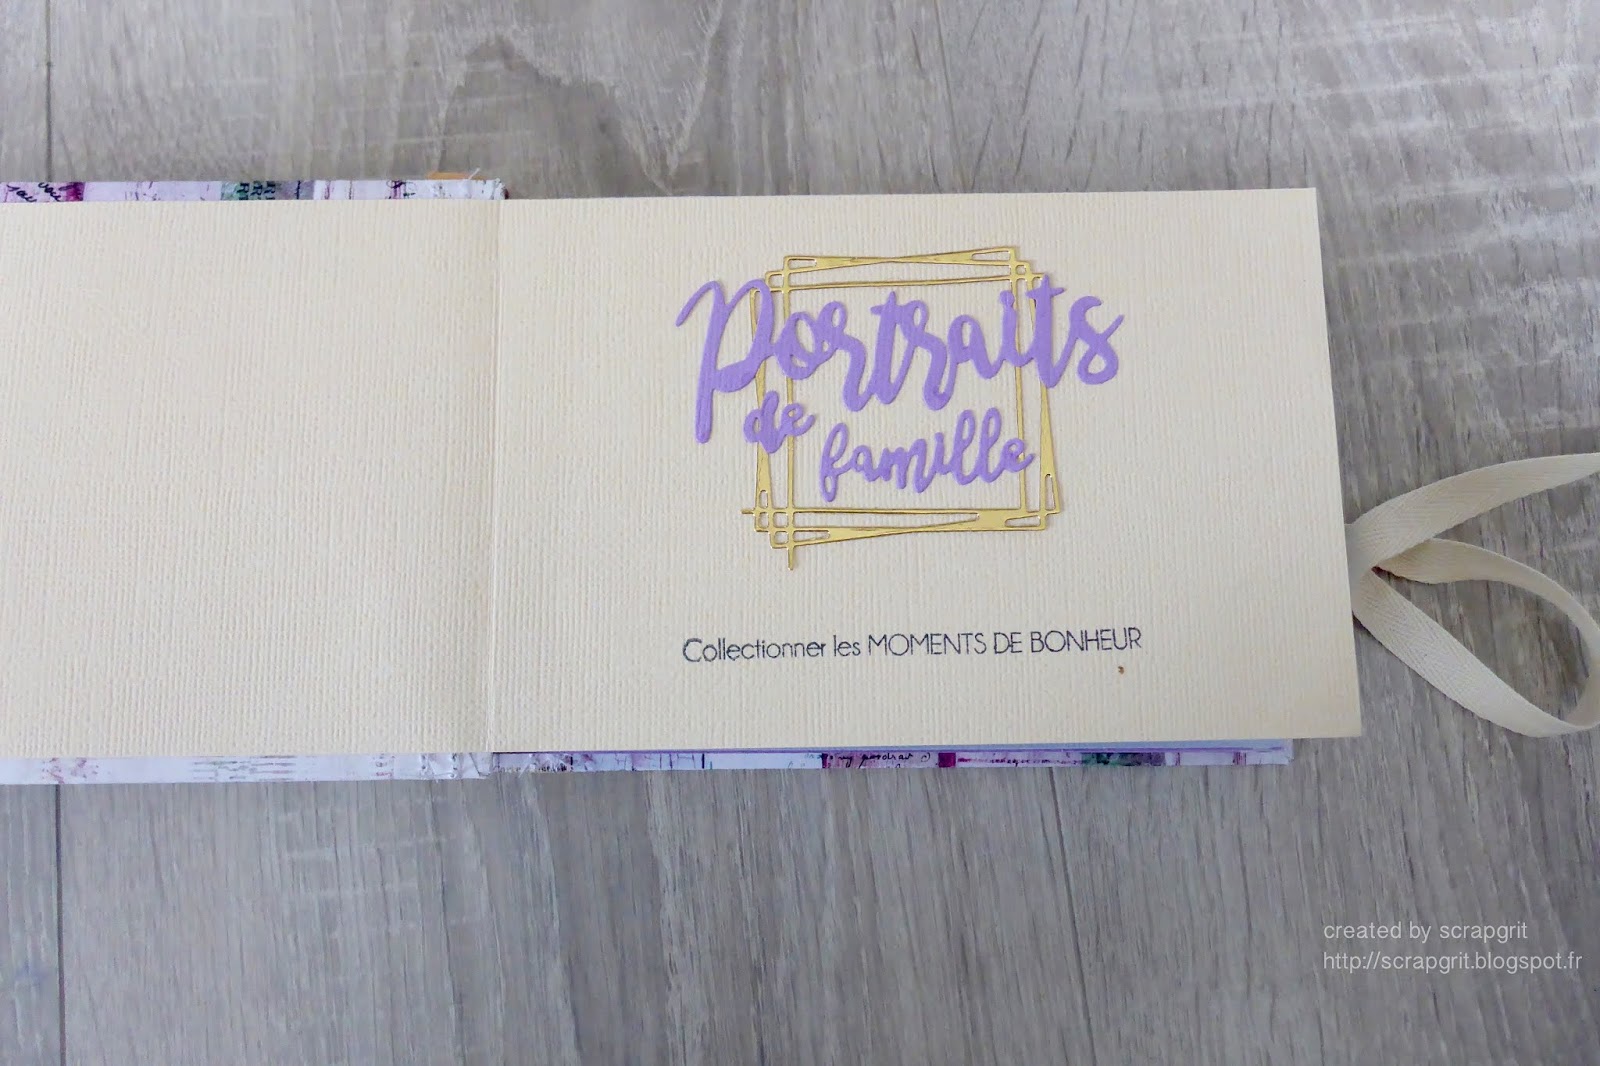 Portraits
de
famille
Collectionner les MOMENTS DE BONHEUR
created by scrapgrit
http://scrapgrit.blogspot.fr